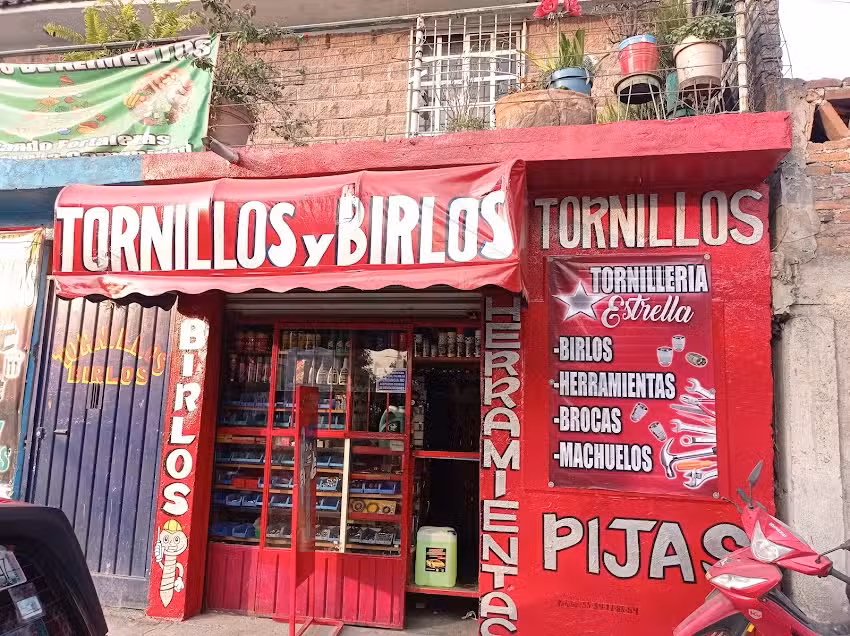 TORNILLOS y BIRLOS
TORNILLOS
TORNILLERIA
Estrella
-BIRLOS
-HERRAMIENTAS
-BROCAS
-MACHUELOS
PIJAS
BIRLOS
HERRAMIENTAS
TORNILLOS
BIRLOS